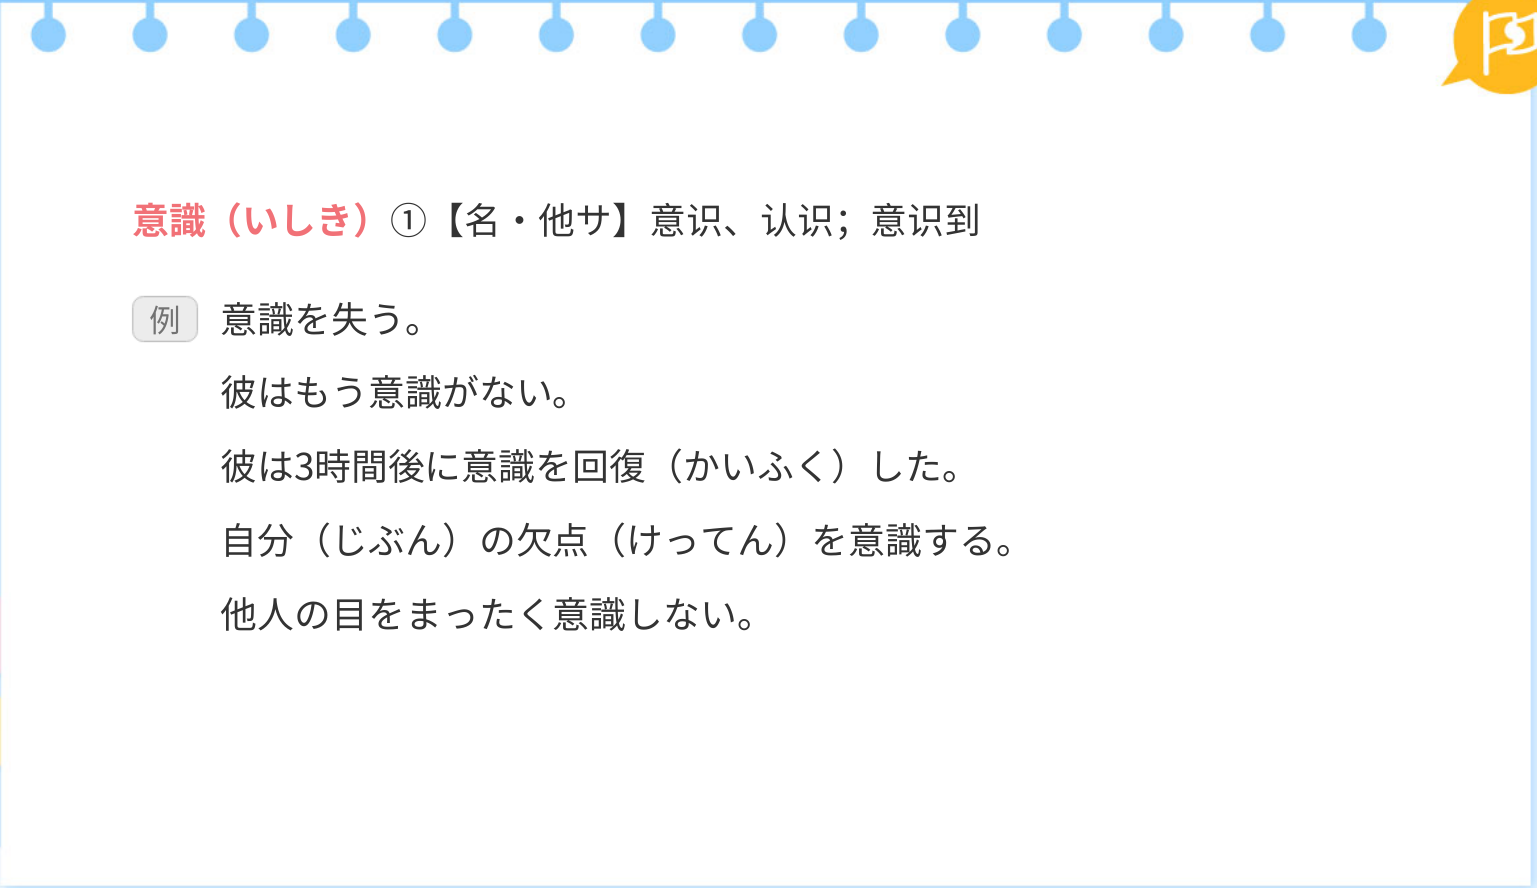 意識（いしき）①【名・他サ】意识、认识；意识到
例 意識を失う。
彼はもう意識がない。
彼は3時間後に意識を回復（かいふく）した。
自分（じぶん）の欠点（けってん）を意識する。
他人の目をまったく意識しない。